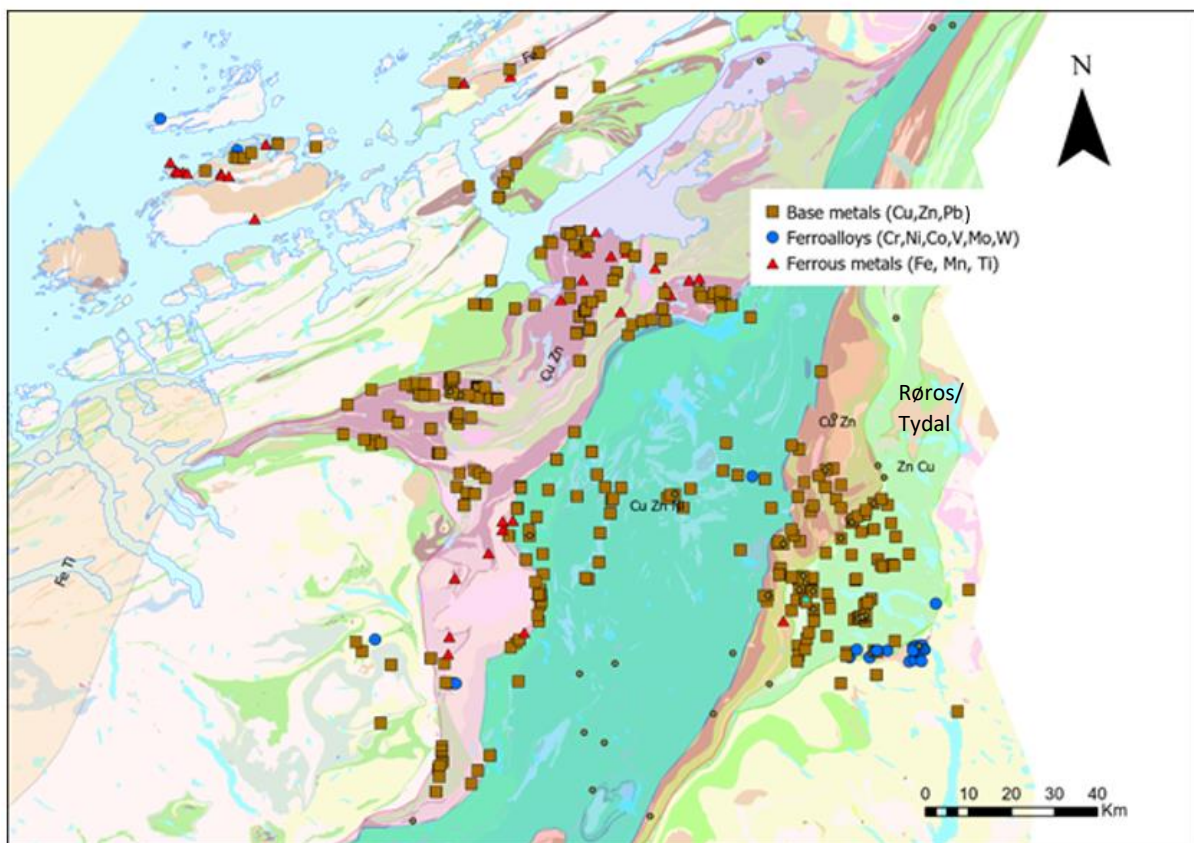 Fe
N
Base metals (Cu,Zn,Pb)
Ferroalloys (Cr,Ni,Co,V,Mo,W)
Ferrous metals (Fe, Mn, Ti)
Cu Zn
Røros/
Tydal
Cu Zn
Zn Cu
Cu Zn Ni
Fe Ti
0 10 20 30 40
Km